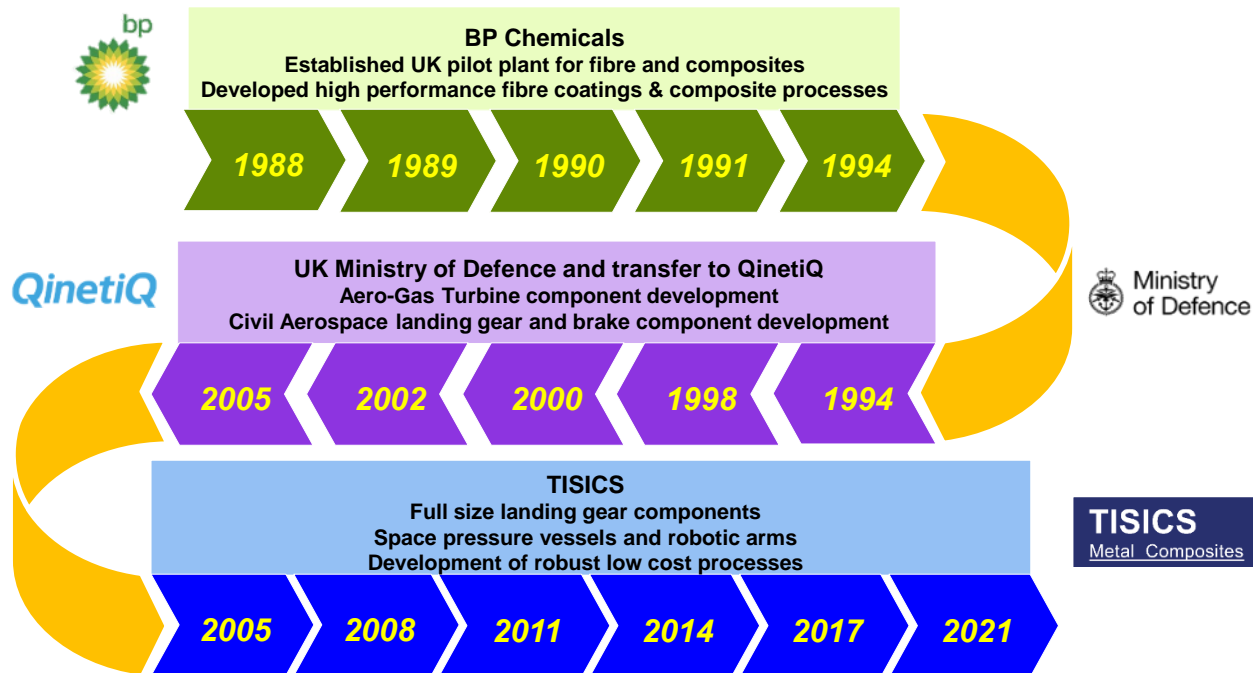 bp
BP Chemicals
Established UK pilot plant for fibre and composites
Developed high performance fibre coatings & composite processes
1988 1989 1990 1991 1994
QinetiQ
UK Ministry of Defence and transfer to QinetiQ
Aero-Gas Turbine component development
Civil Aerospace landing gear and brake component development
Ministry
of Defence
2005 2002 2000 1998 1994
TISICS
Full size landing gear components
Space pressure vessels and robotic arms
Development of robust low cost processes
TISICS
Metal Composites
2005 2008 2011 2014 2017 2021